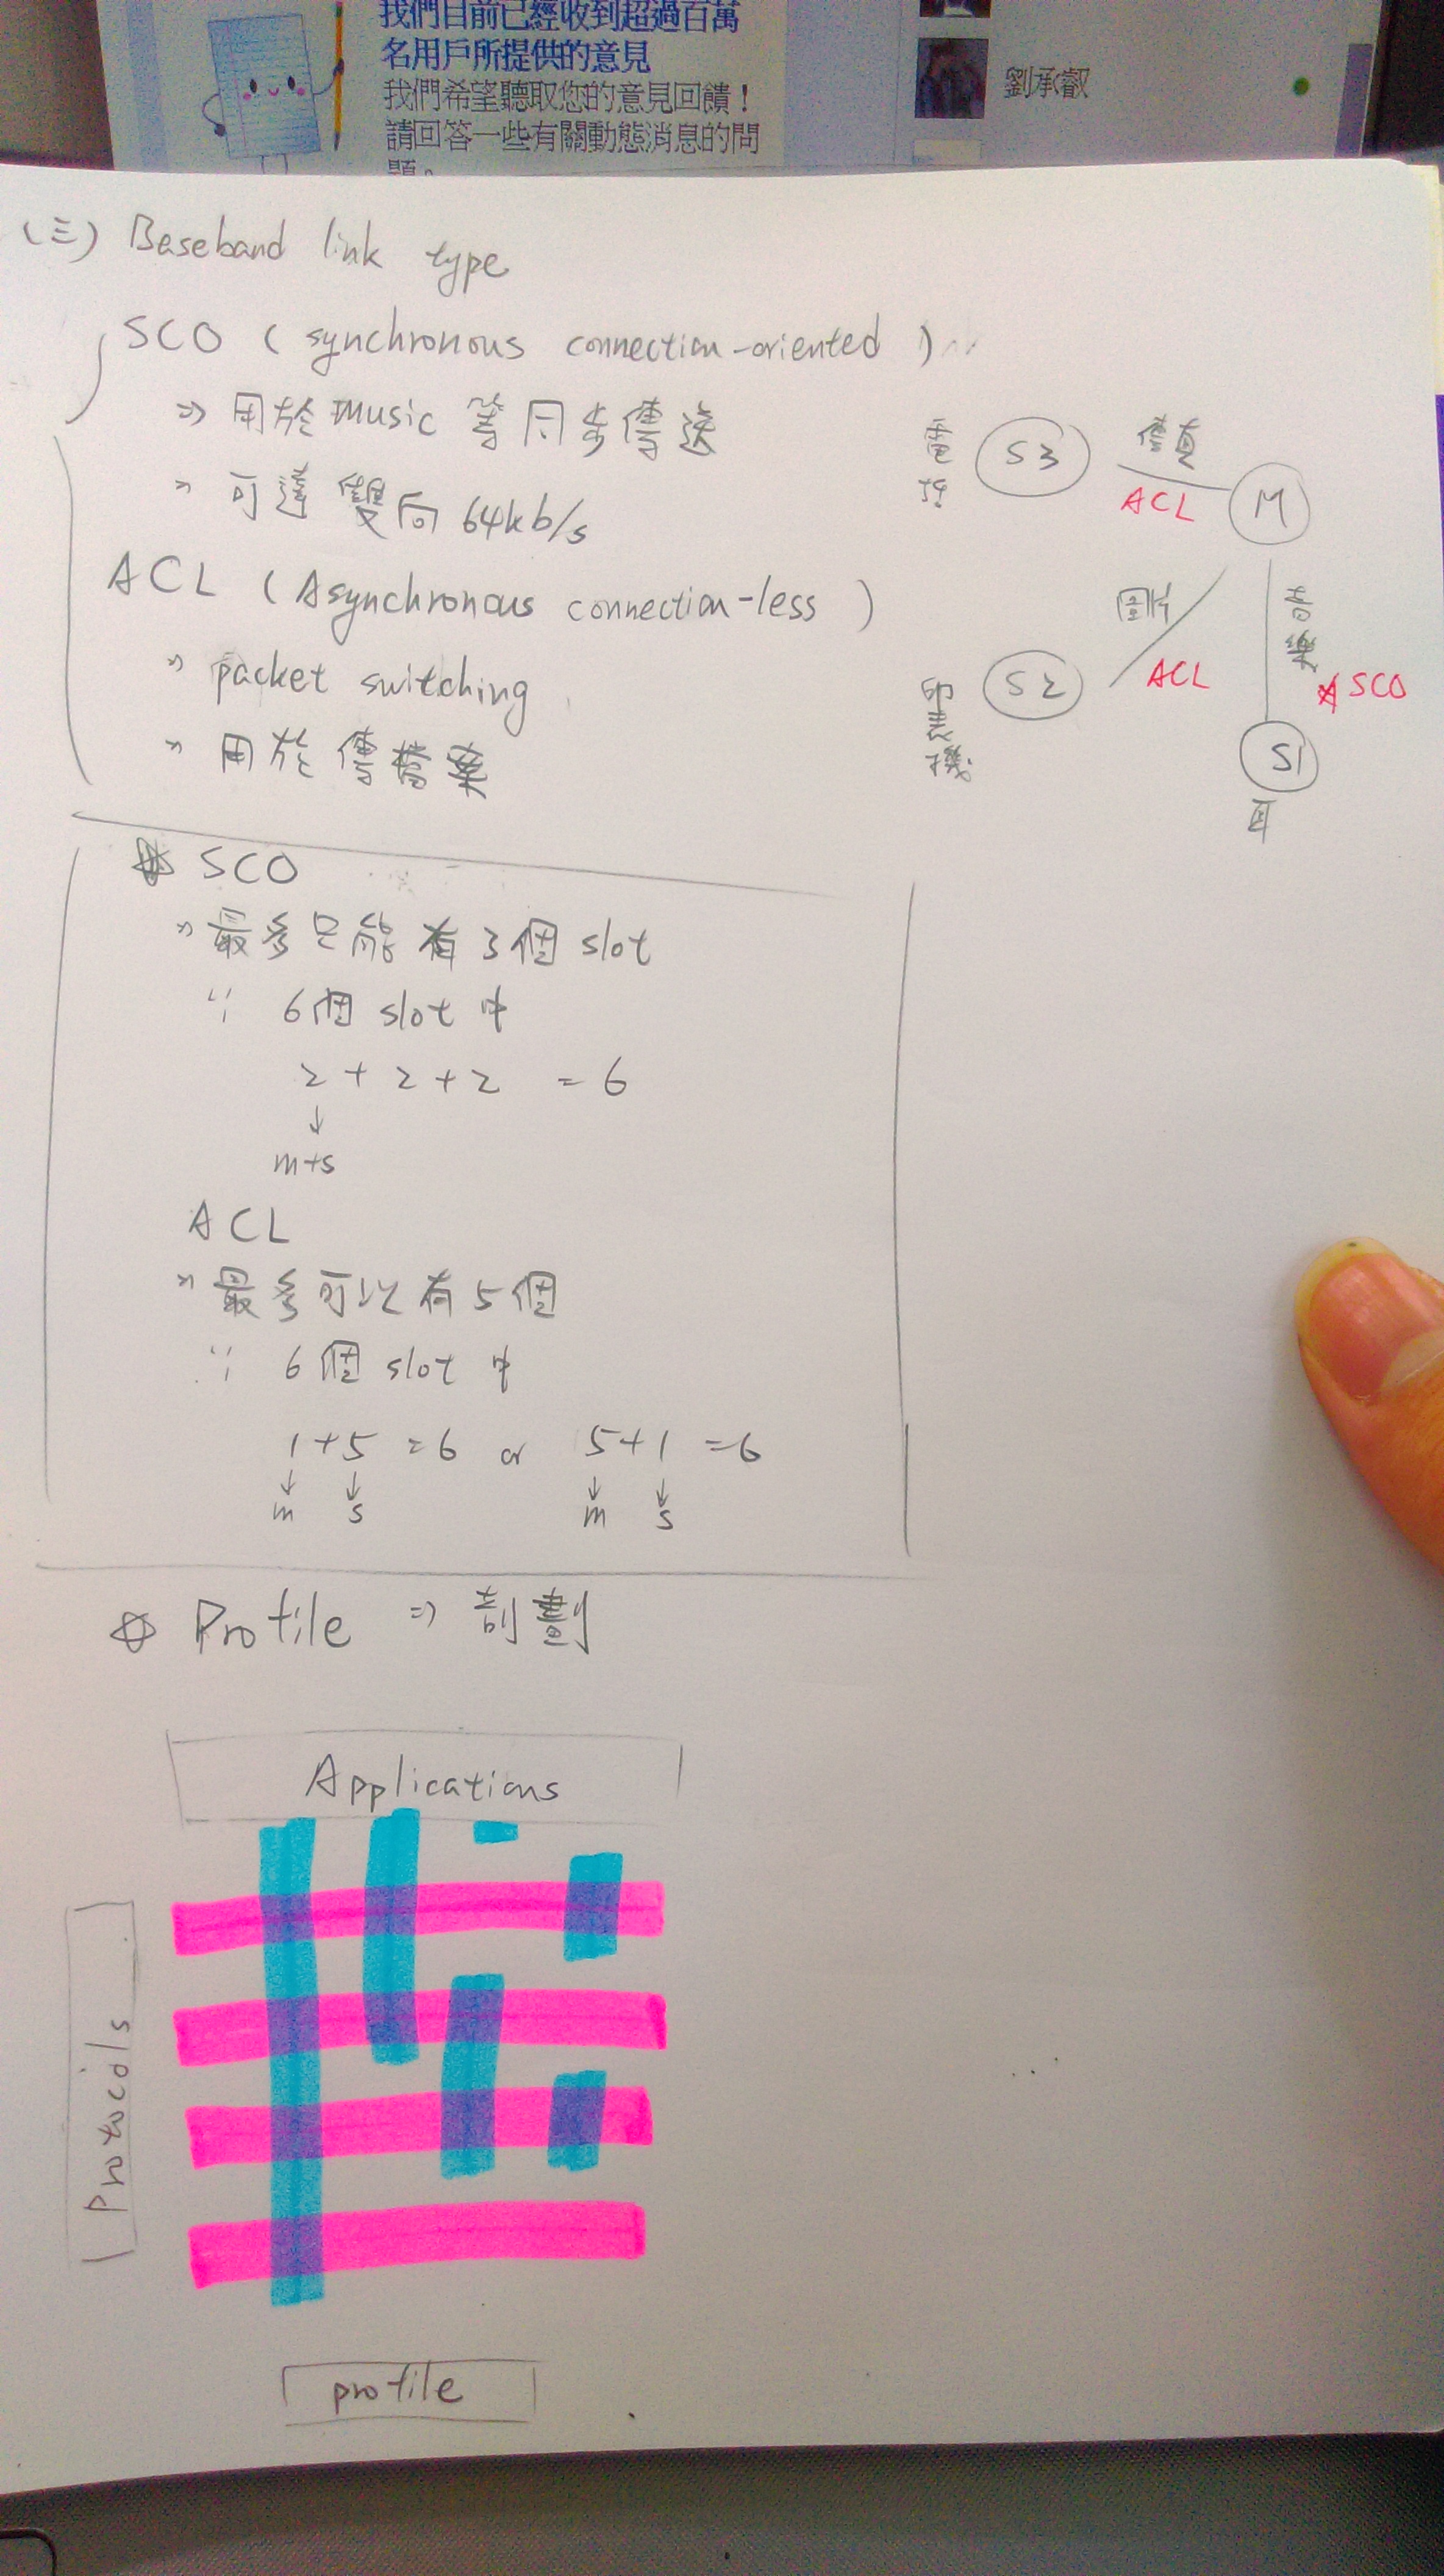 我們目前已經收到超過百萬
名用戶所提供的意見
我們希望聽取您的意見回饋！
請回答一些有關動態消息的問
題。
劉承叡
(三) Baseband link type
SCO ( synchronous connection-oriented )
⇒ 用於 music 等同步傳送
" 可達雙向 64kb/s
ACL ( Asynchronous connection-less )
" packet switching
" 用於傳檔案
電
S3
傳真
ACL
M
圖片
ACL
S2
印
表
機
音
樂
☆ SCO
S1
耳
☆ SCO
" 最多只能有 3個 slot
∵ 6個 slot 中
2 + 2 + 2 = 6
↓
m+s
ACL
" 最多可以有 5個
∵ 6個 slot 中
1 + 5 = 6 or 5 + 1 = 6
↓ ↓ ↓ ↓
m s m s
☆ Profile ⇒ 劃
Applications
Protocols
profile